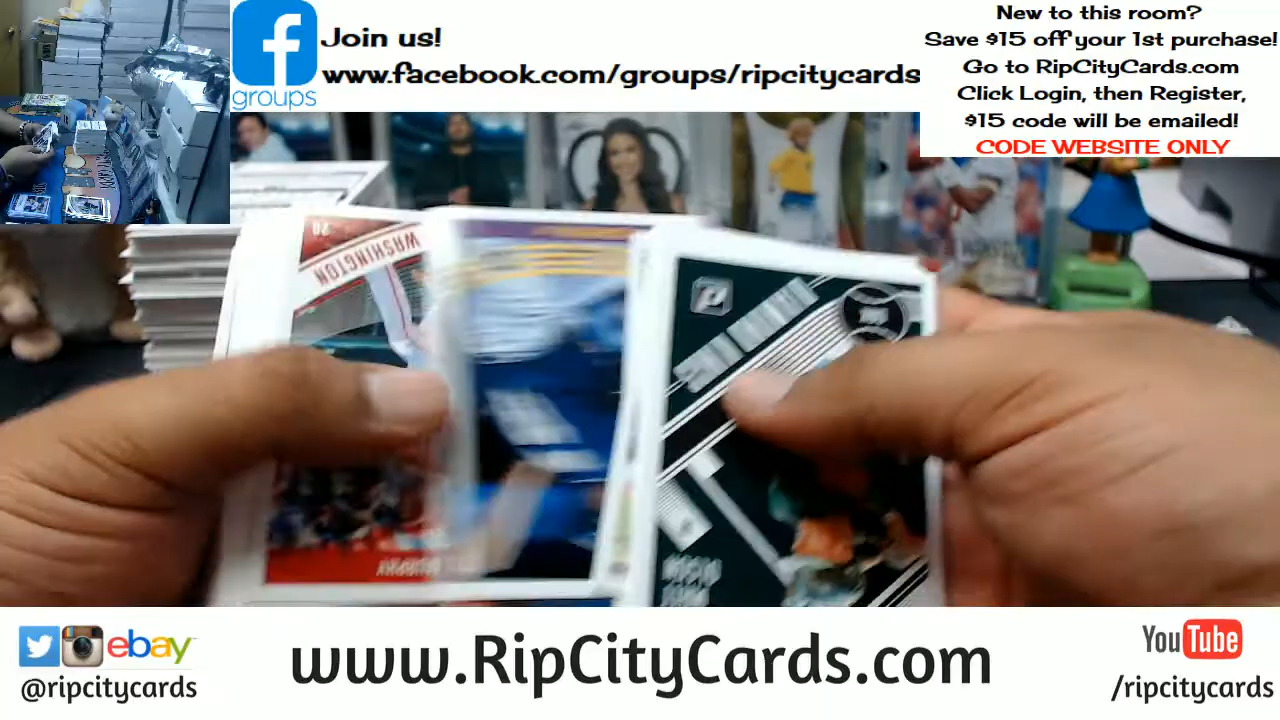 Join us!
www.facebook.com/groups/ripcitycards
groups
New to this room?
Save $15 off your 1st purchase!
Go to RipCityCards.com
Click Login, then Register,
$15 code will be emailed!
CODE WEBSITE ONLY
20
WASHINGTON
MURPHY
ebay
@ripcitycards
www.RipCityCards.com
YouTube
/ripcitycards